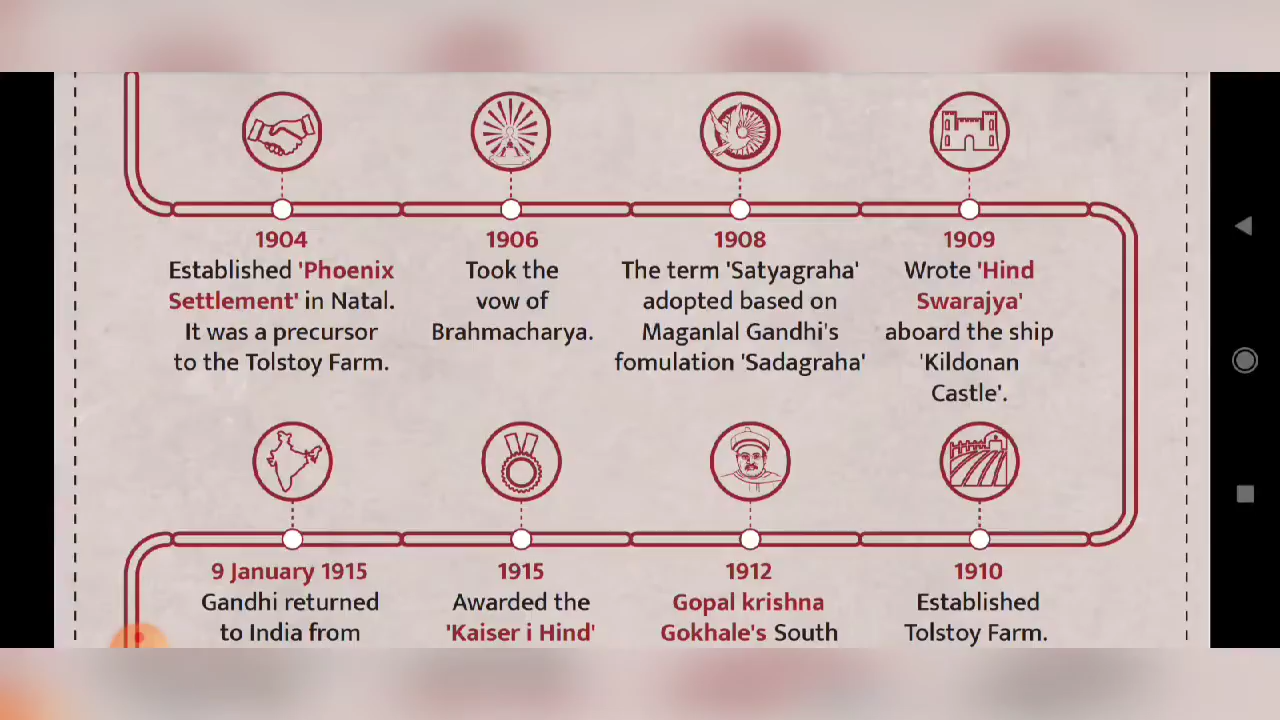 1904
Established 'Phoenix
Settlement' in Natal.
It was a precursor
to the Tolstoy Farm.
1906
Took the
vow of
Brahmacharya.
1908
The term 'Satyagraha'
adopted based on
Maganlal Gandhi's
fomulation 'Sadagraha'
1909
Wrote 'Hind
Swarajya'
aboard the ship
'Kildonan
Castle'.
9 January 1915
Gandhi returned
to India from
1915
Awarded the
'Kaiser i Hind'
1912
Gopal krishna
Gokhale's South
1910
Established
Tolstoy Farm.